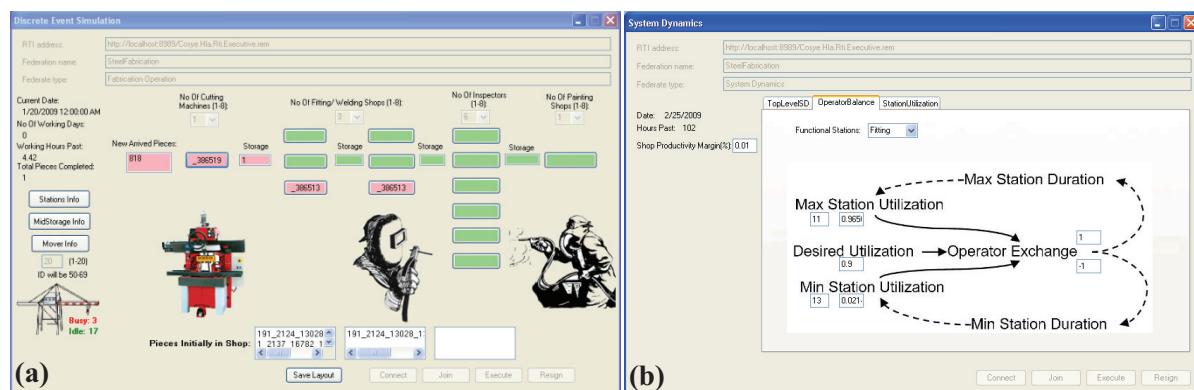 Discrete Event Simulation
RTI address:
http://localhost:8989/Cosye.Hla.Rti.Executive.rem
Federation name:
SteelFabrication
Federate type:
Fabrication Operation
Current Date:
1/20/2009 12:00:00 AM
No Of Working Days:
0
Working Hours Past:
4.42
Total Pieces Completed:
1
No Of Cutting
Machines (1-8):
1
No Of Fitting/ Welding Shops (1-8):
3
No Of Inspectors
(1-8):
6
No Of Painting
Shops (1-8):
1
New Arrived Pieces:
818
_386519
Storage
1
Storage
Storage
Storage
_386513
_386513
Stations Info
MidStorage Info
Mover Info
20 (1-20)
ID will be 50-69
Busy: 3
Idle: 17
Pieces Initially in Shop:
191_2124_13028
1_2137_16782_1
191_2124_13028_1
Save Layout
Connect
Join
Execute
Resign
(a)
System Dynamics
RTI address:
http://localhost:8989/Cosye.Hla.Rti.Executive.rem
Federation name:
SteelFabrication
Federate type:
System Dynamics
Date: 2/25/2009
Hours Past: 102
Shop Productivity Margin(%): 0.01
TopLevelSD
OperatorBalance
StationUtilization
Functional Stations:
Fitting
Max Station Duration
Max Station Utilization
11
Desired Utilization
0.9
Operator Exchange
1
-1
Min Station Utilization
13
0.021
Min Station Duration
Connect
Join
Execute
Resign
(b)